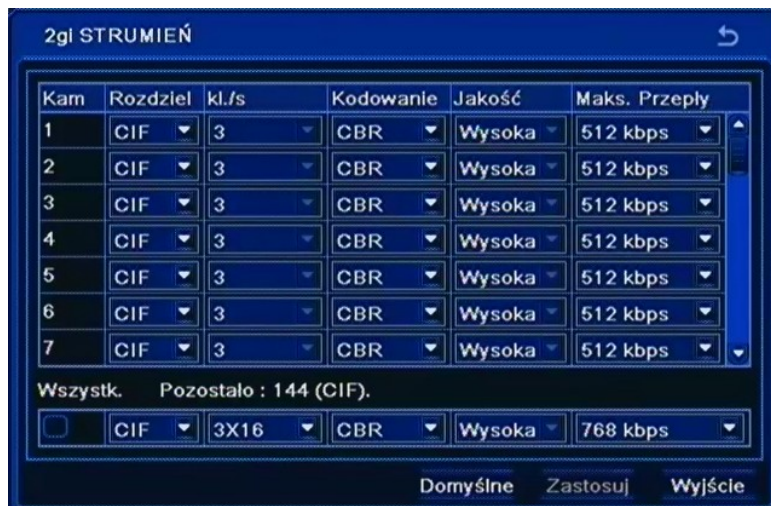 2gi STRUMIEŃ
Kam Rozdziel kl./s Kodowanie Jakość Maks. Przepły
1 CIF 3 CBR Wysoka 512 kbps
2 CIF 3 CBR Wysoka 512 kbps
3 CIF 3 CBR Wysoka 512 kbps
4 CIF 3 CBR Wysoka 512 kbps
5 CIF 3 CBR Wysoka 512 kbps
6 CIF 3 CBR Wysoka 512 kbps
7 CIF 3 CBR Wysoka 512 kbps
Wszystk. Pozostalo : 144 (CIF).
CIF 3X16 CBR Wysoka 768 kbps
Domyślne Zastosuj Wyjście